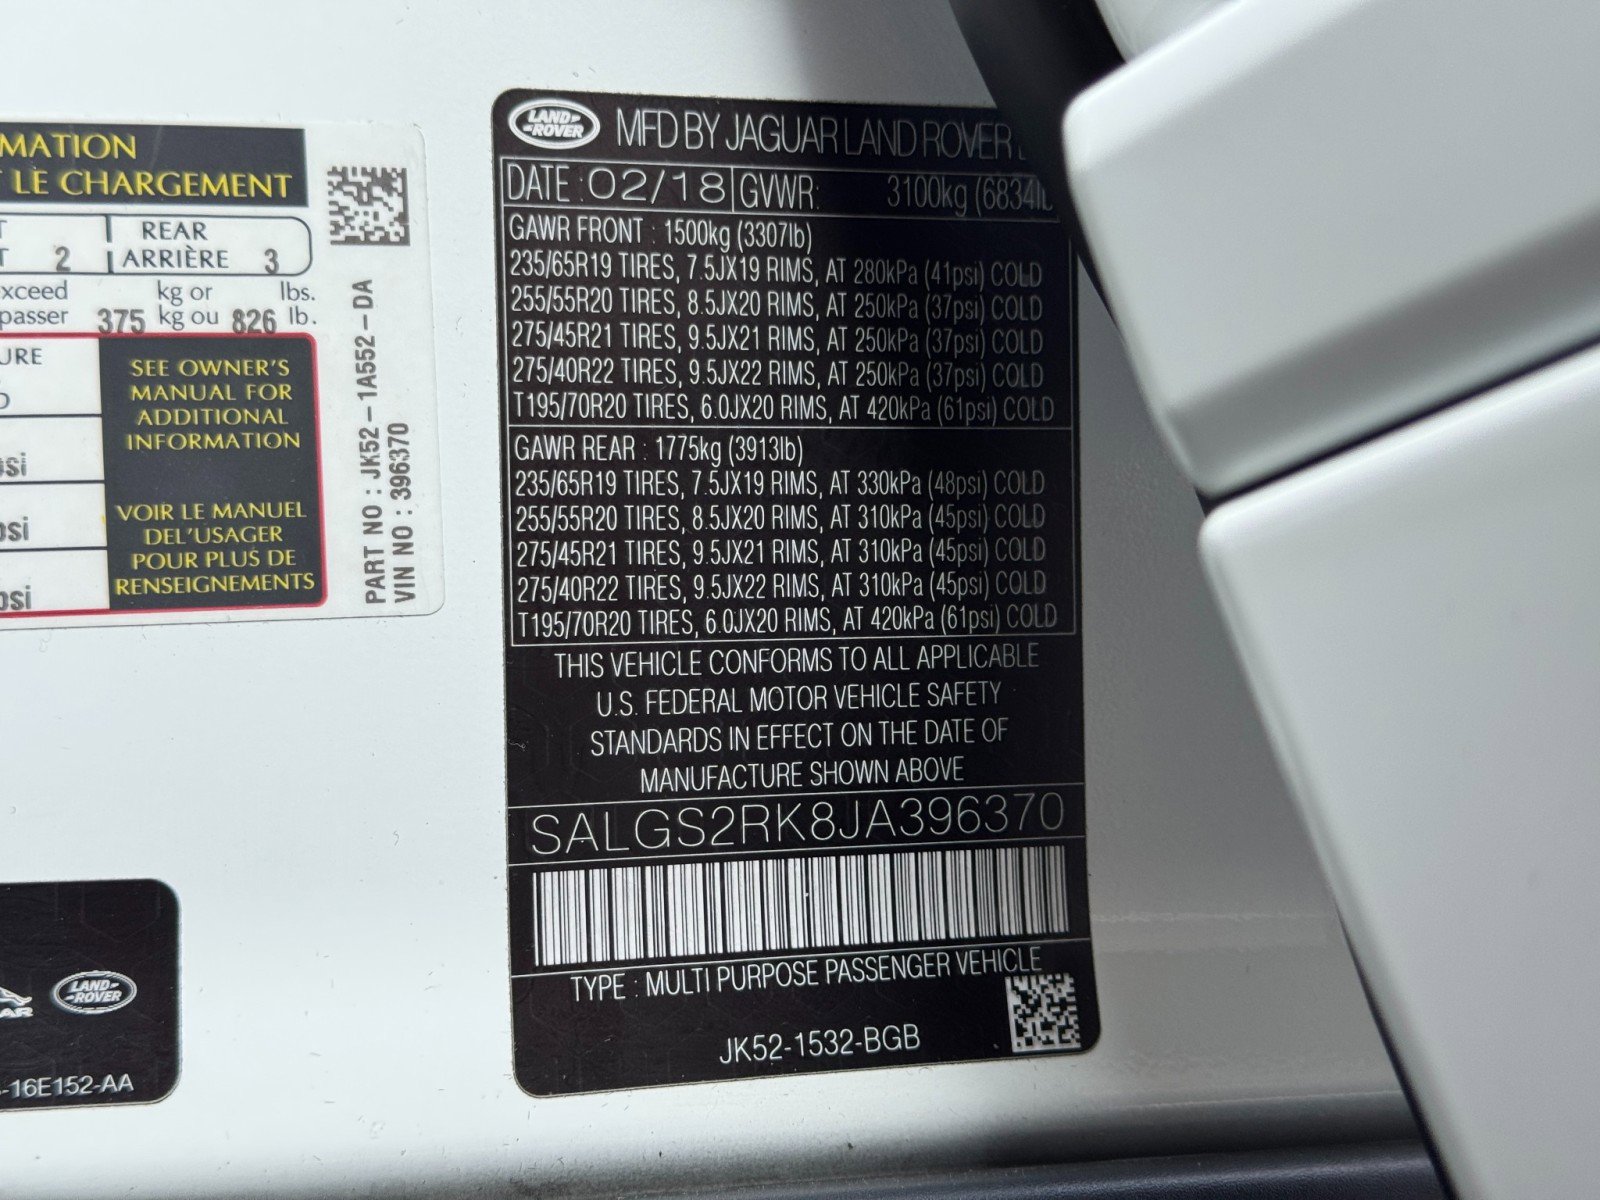 MATION
T LE CHARGEMENT
REAR
2 ARRIÈRE 3
xceed kg or lbs.
passer 375 kg ou 826 lb.
URE
SEE OWNER'S
MANUAL FOR
ADDITIONAL
INFORMATION
psi
VOIR LE MANUEL
DEL'USAGER
POUR PLUS DE
RENSEIGNEMENTS
psi
psi
PART NO : JK52-1A552-DA
VIN NO : 396370
LAND-
-ROVER
MFD BY JAGUAR LAND ROVER
DATE : 02/18 GVWR: 3100kg (6834lb
GAWR FRONT : 1500kg (3307lb)
235/65R19 TIRES, 7.5JX19 RIMS, AT 280kPa (41psi) COLD
255/55R20 TIRES, 8.5JX20 RIMS, AT 250kPa (37psi) COLD
275/45R21 TIRES, 9.5JX21 RIMS, AT 250kPa (37psi) COLD
275/40R22 TIRES, 9.5JX22 RIMS, AT 250kPa (37psi) COLD
T195/70R20 TIRES, 6.0JX20 RIMS, AT 420kPa (61psi) COLD
GAWR REAR : 1775kg (3913lb)
235/65R19 TIRES, 7.5JX19 RIMS, AT 330kPa (48psi) COLD
255/55R20 TIRES, 8.5JX20 RIMS, AT 310kPa (45psi) COLD
275/45R21 TIRES, 9.5JX21 RIMS, AT 310kPa (45psi) COLD
275/40R22 TIRES, 9.5JX22 RIMS, AT 310kPa (45psi) COLD
T195/70R20 TIRES, 6.0JX20 RIMS, AT 420kPa (61psi) COLD
THIS VEHICLE CONFORMS TO ALL APPLICABLE
U.S. FEDERAL MOTOR VEHICLE SAFETY
STANDARDS IN EFFECT ON THE DATE OF
MANUFACTURE SHOWN ABOVE
SALGS2RK8JA396370
TYPE : MULTI PURPOSE PASSENGER VEHICLE
JK52-1532-BGB
LAND-
-ROVER
AR
-16E152-AA